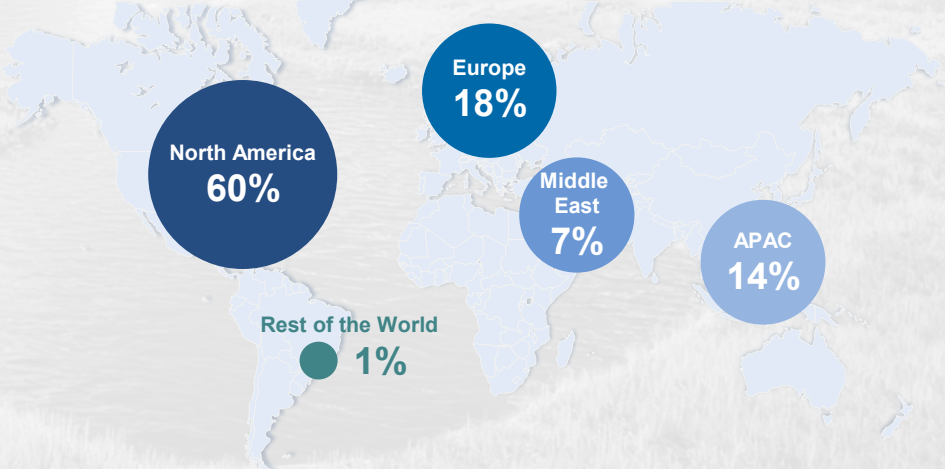 Europe
18%
North America
60%
Middle
East
7%
APAC
14%
Rest of the World
1%